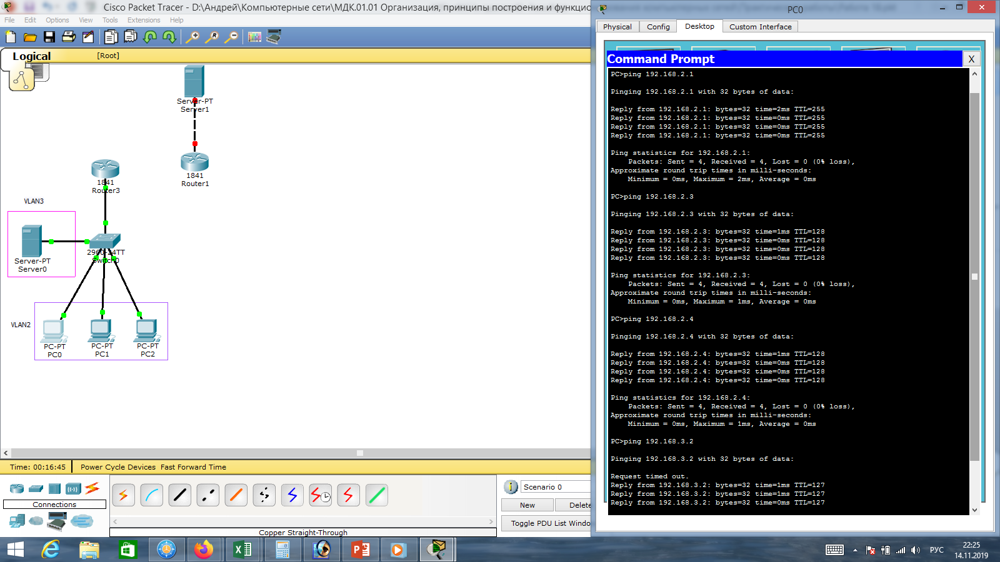 Cisco Packet Tracer - D:\Андрей\Компьютерные сети\МДК.01.01 Организация, принципы построения и функцио
File Edit Options View Tools Extensions Help
Logical
[Root]
Server-PT
Server1
1841
Router1
1841
Router3
VLAN3
Server-PT
Server0
2960-24TT
Switch0
VLAN2
PC-PT
PC0
PC-PT
PC1
PC-PT
PC2
Time: 00:16:45
Power Cycle Devices Fast Forward Time
Connections
Copper Straight-Through
Scenario 0
New
Delete
Toggle PDU List Windo
PC0
Physical
Config
Desktop
Custom Interface
Command Prompt
X
PC>ping 192.168.2.1
Pinging 192.168.2.1 with 32 bytes of data:
Reply from 192.168.2.1: bytes=32 time=2ms TTL=255
Reply from 192.168.2.1: bytes=32 time=0ms TTL=255
Reply from 192.168.2.1: bytes=32 time=0ms TTL=255
Reply from 192.168.2.1: bytes=32 time=0ms TTL=255
Ping statistics for 192.168.2.1:
Packets: Sent = 4, Received = 4, Lost = 0 (0% loss),
Approximate round trip times in milli-seconds:
Minimum = 0ms, Maximum = 2ms, Average = 0ms
PC>ping 192.168.2.3
Pinging 192.168.2.3 with 32 bytes of data:
Reply from 192.168.2.3: bytes=32 time=1ms TTL=128
Reply from 192.168.2.3: bytes=32 time=0ms TTL=128
Reply from 192.168.2.3: bytes=32 time=0ms TTL=128
Reply from 192.168.2.3: bytes=32 time=0ms TTL=128
Ping statistics for 192.168.2.3:
Packets: Sent = 4, Received = 4, Lost = 0 (0% loss),
Approximate round trip times in milli-seconds:
Minimum = 0ms, Maximum = 1ms, Average = 0ms
PC>ping 192.168.2.4
Pinging 192.168.2.4 with 32 bytes of data:
Reply from 192.168.2.4: bytes=32 time=1ms TTL=128
Reply from 192.168.2.4: bytes=32 time=0ms TTL=128
Reply from 192.168.2.4: bytes=32 time=0ms TTL=128
Reply from 192.168.2.4: bytes=32 time=0ms TTL=128
Ping statistics for 192.168.2.4:
Packets: Sent = 4, Received = 4, Lost = 0 (0% loss),
Approximate round trip times in milli-seconds:
Minimum = 0ms, Maximum = 1ms, Average = 0ms
PC>ping 192.168.3.2
Pinging 192.168.3.2 with 32 bytes of data:
Request timed out.
Reply from 192.168.3.2: bytes=32 time=1ms TTL=127
Reply from 192.168.3.2: bytes=32 time=1ms TTL=127
Reply from 192.168.3.2: bytes=32 time=0ms TTL=127
РУС
22:25
14.11.2019